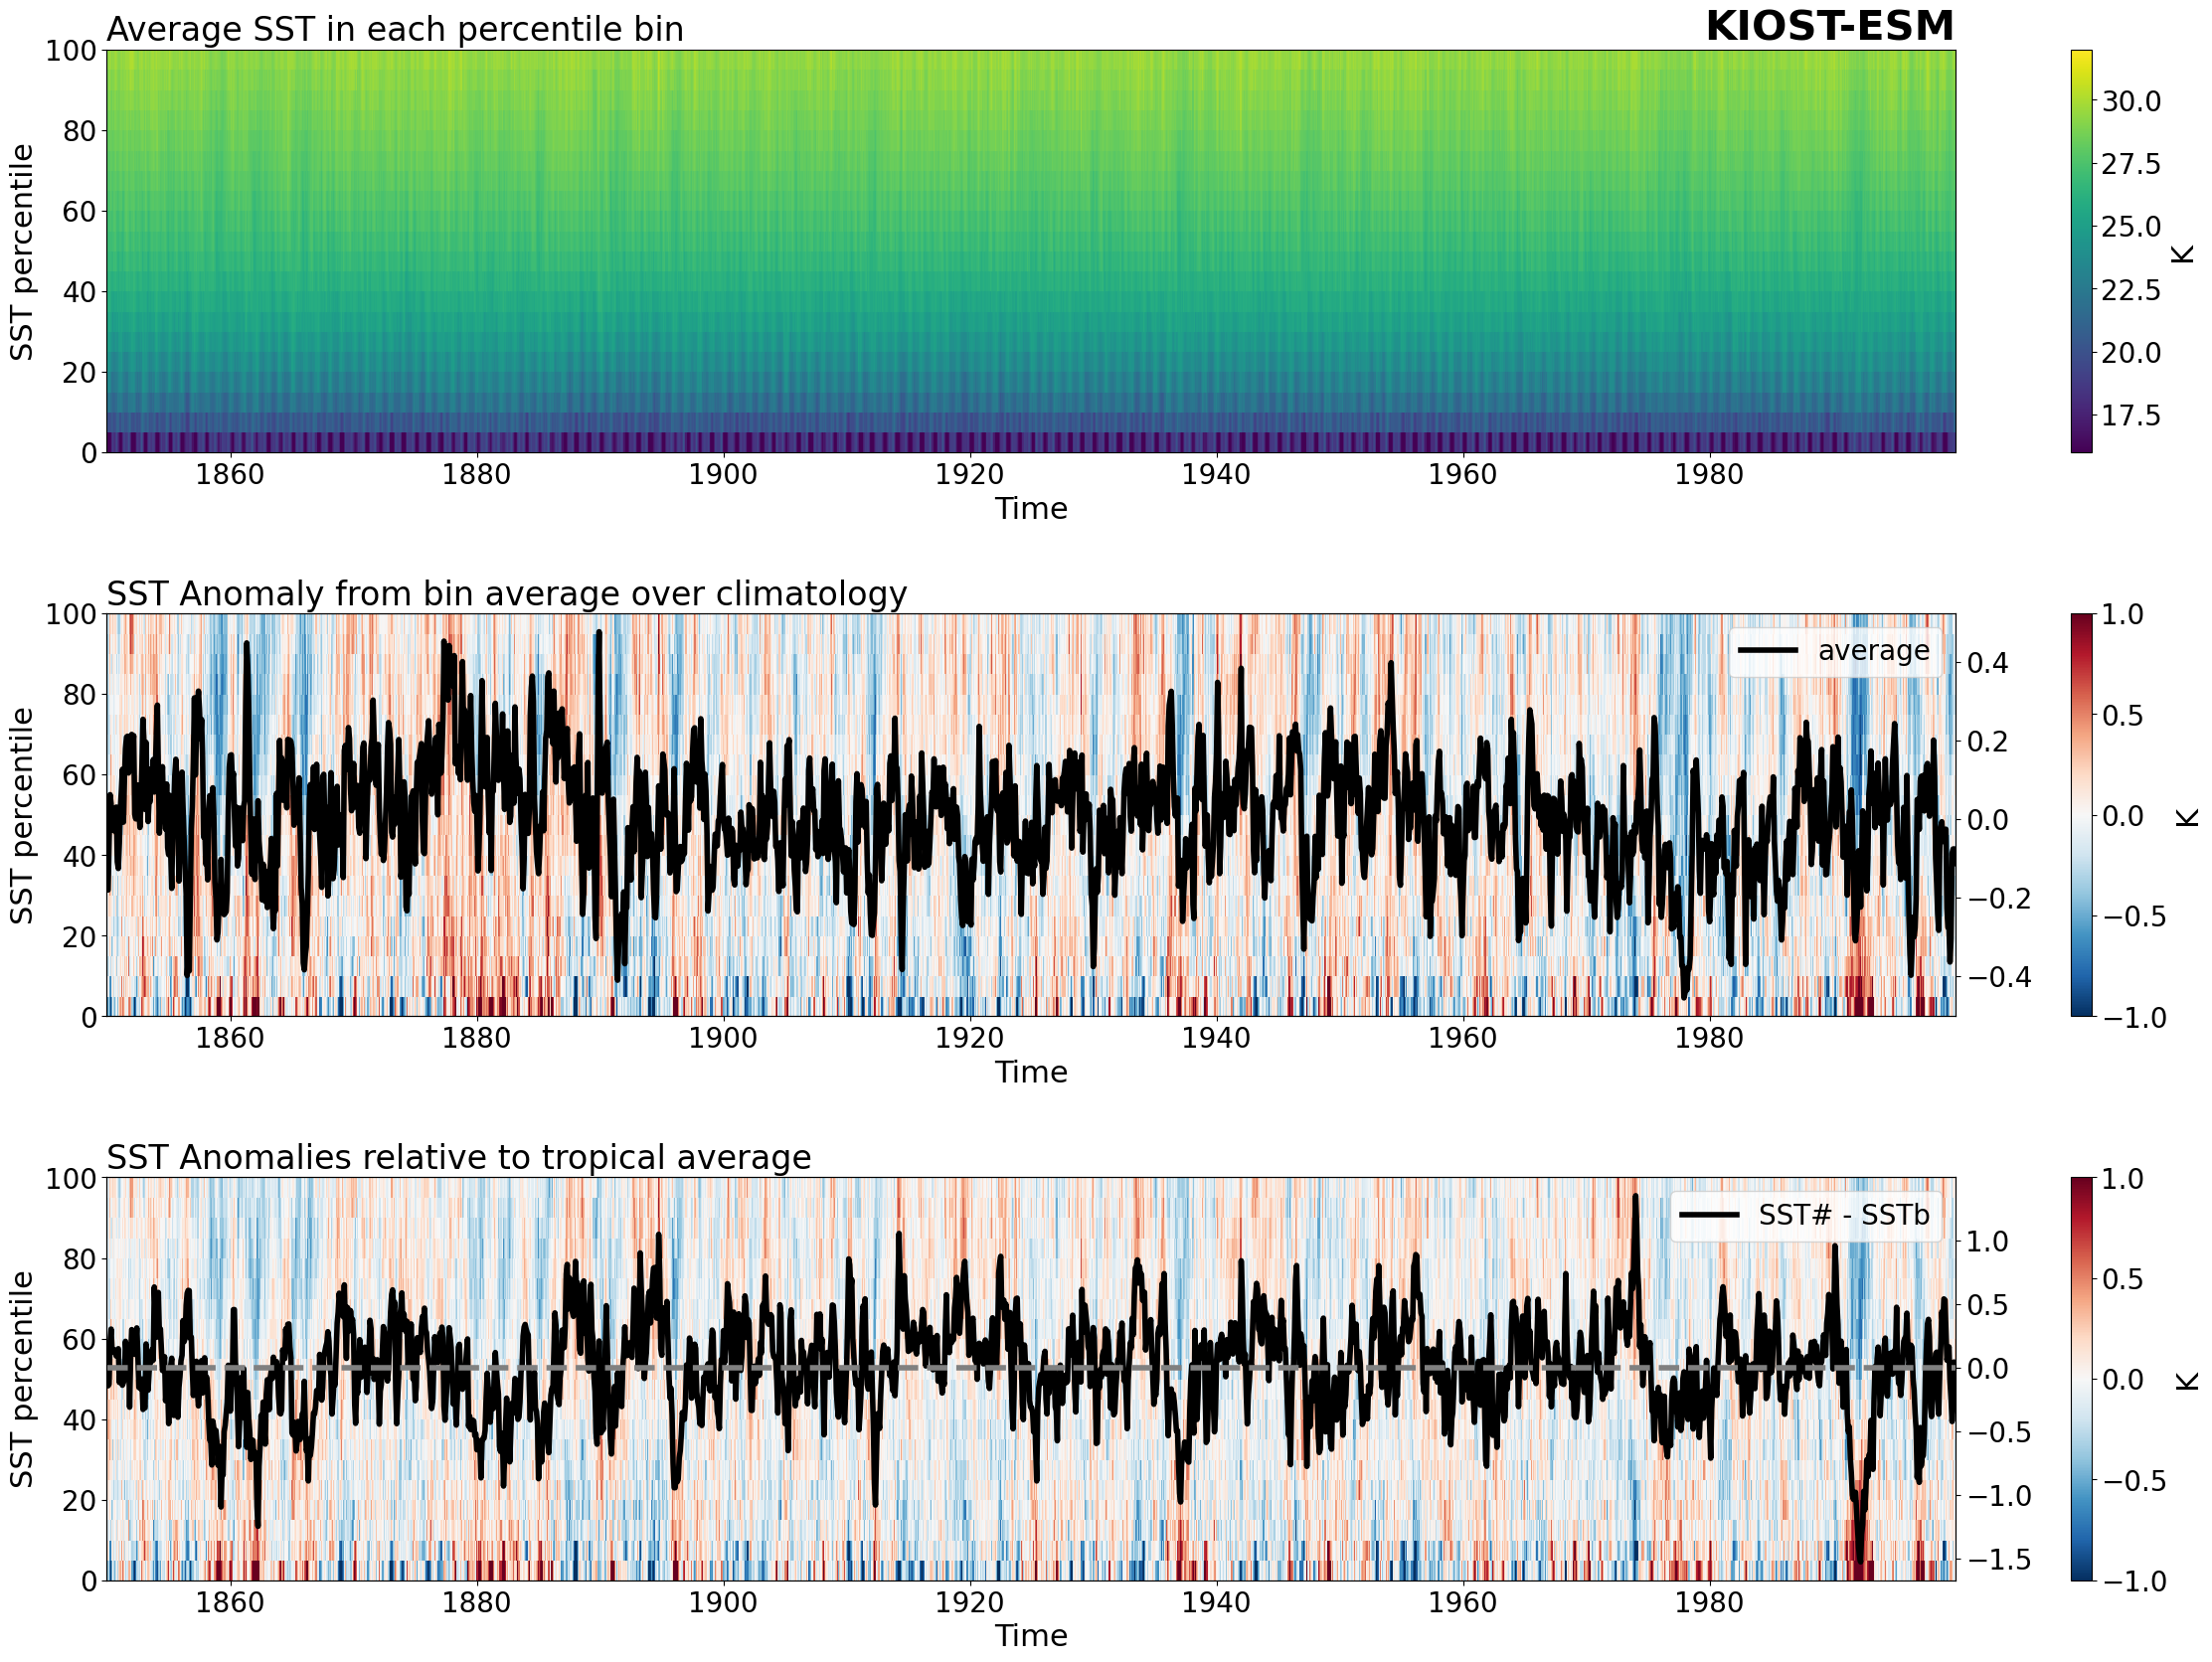 Average SST in each percentile bin
KIOST-ESM
100
80
60
40
20
0
SST percentile
1860 1880 1900 1920 1940 1960 1980
Time
30.0
27.5
25.0
22.5
20.0
17.5
K
SST Anomaly from bin average over climatology
100
80
60
40
20
0
SST percentile
average
0.4
0.2
0.0
−0.2
−0.4
1860 1880 1900 1920 1940 1960 1980
Time
1.0
0.5
0.0
−0.5
−1.0
K
SST Anomalies relative to tropical average
100
80
60
40
20
0
SST percentile
SST# - SSTb
1.0
0.5
0.0
−0.5
−1.0
−1.5
1860 1880 1900 1920 1940 1960 1980
Time
1.0
0.5
0.0
−0.5
−1.0
K